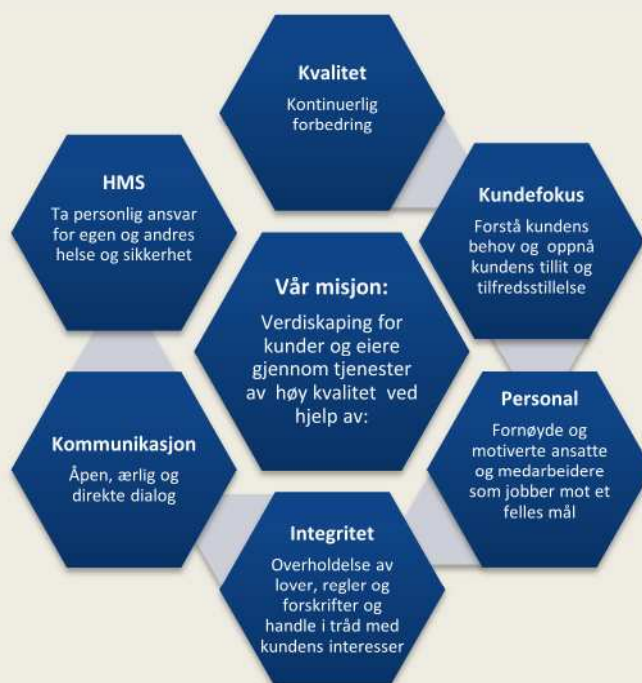 Kvalitet
Kontinuerlig
forbedring
Kundefokus
Forstå kundens
behov og oppnå
kundens tillit og
tilfredsstillelse
Personal
Fornøyde og
motiverte ansatte
og medarbeidere
som jobber mot et
felles mål
Integritet
Overholdelse av
lover, regler og
forskrifter og
handle i tråd med
kundens interesser
Kommunikasjon
Åpen, ærlig og
direkte dialog
HMS
Ta personlig ansvar
for egen og andres
helse og sikkerhet
Vår misjon:
Verdiskaping for
kunder og eiere
gjennom tjenester
av høy kvalitet ved
hjelp av: